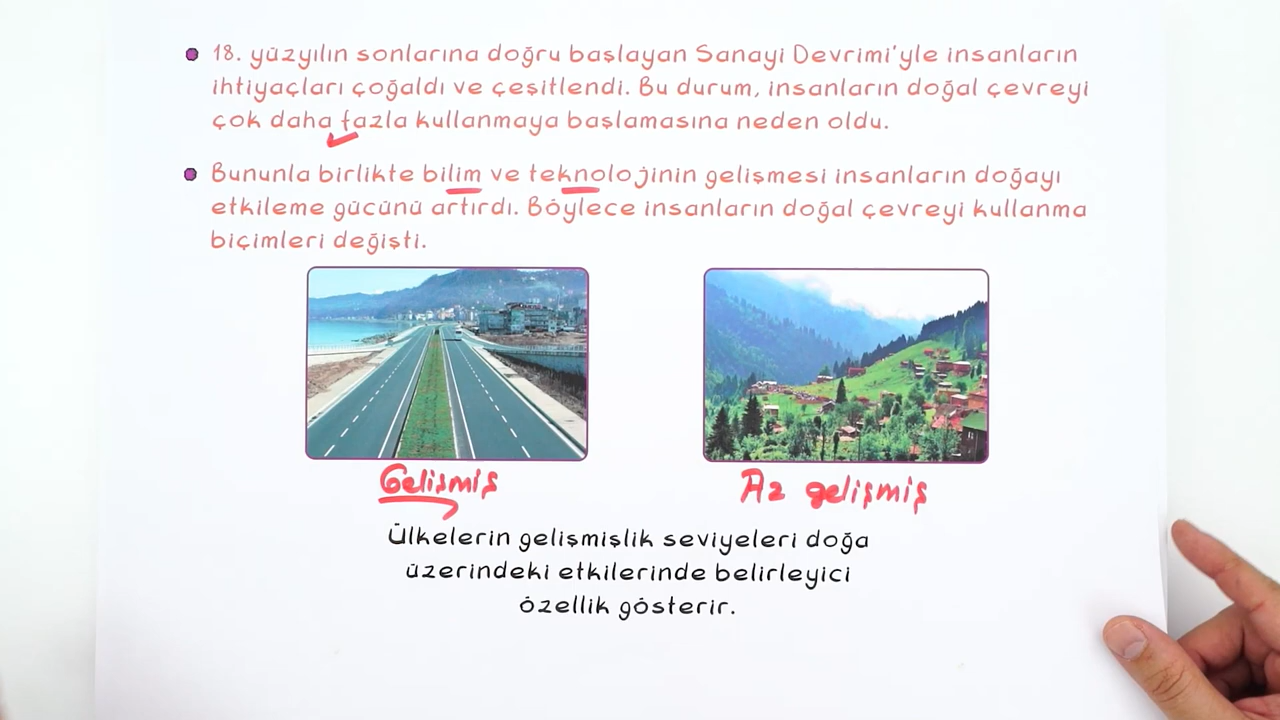 18. yüzyılın sonlarına doğru başlayan Sanayi Devrimi'yle insanların
ihtiyaçları çoğaldı ve çeşitlendi. Bu durum, insanların doğal çevreyi
çok daha fazla kullanmaya başlamasına neden oldu.
Bununla birlikte bilim ve teknolojinin gelişmesi insanların doğayı
etkileme gücünü artırdı. Böylece insanların doğal çevreyi kullanma
biçimleri değişti.
Gelişmiş
Az gelişmiş
Ülkelerin gelişmişlik seviyeleri doğa
üzerindeki etkilerinde belirleyici
özellik gösterir.